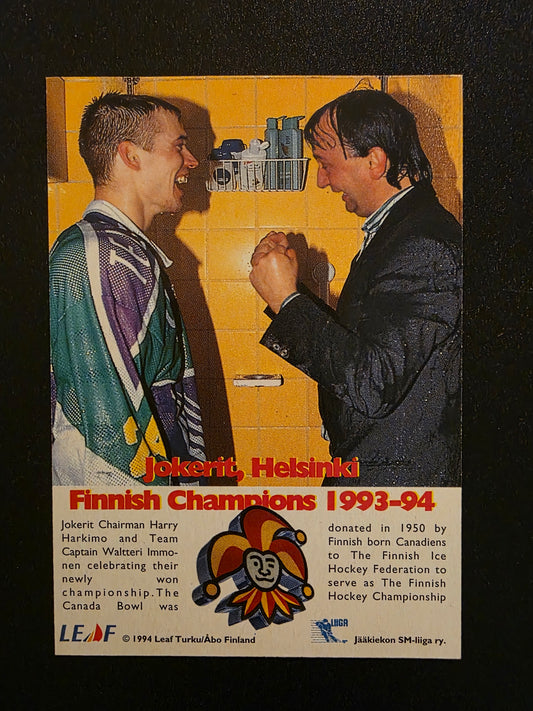 Jokerit, Helsinki
Finnish Champions 1993-94
Jokerit Chairman Harry
Harkimo and Team
Captain Waltteri Immo-
nen celebrating their
newly won
championship. The
Canada Bowl was
donated in 1950 by
Finnish born Canadiens
to The Finnish Ice
Hockey Federation to
serve as The Finnish
Hockey Championship
LEAF © 1994 Leaf Turku/Åbo Finland
LIIGA Jääkiekon SM-liiga ry.